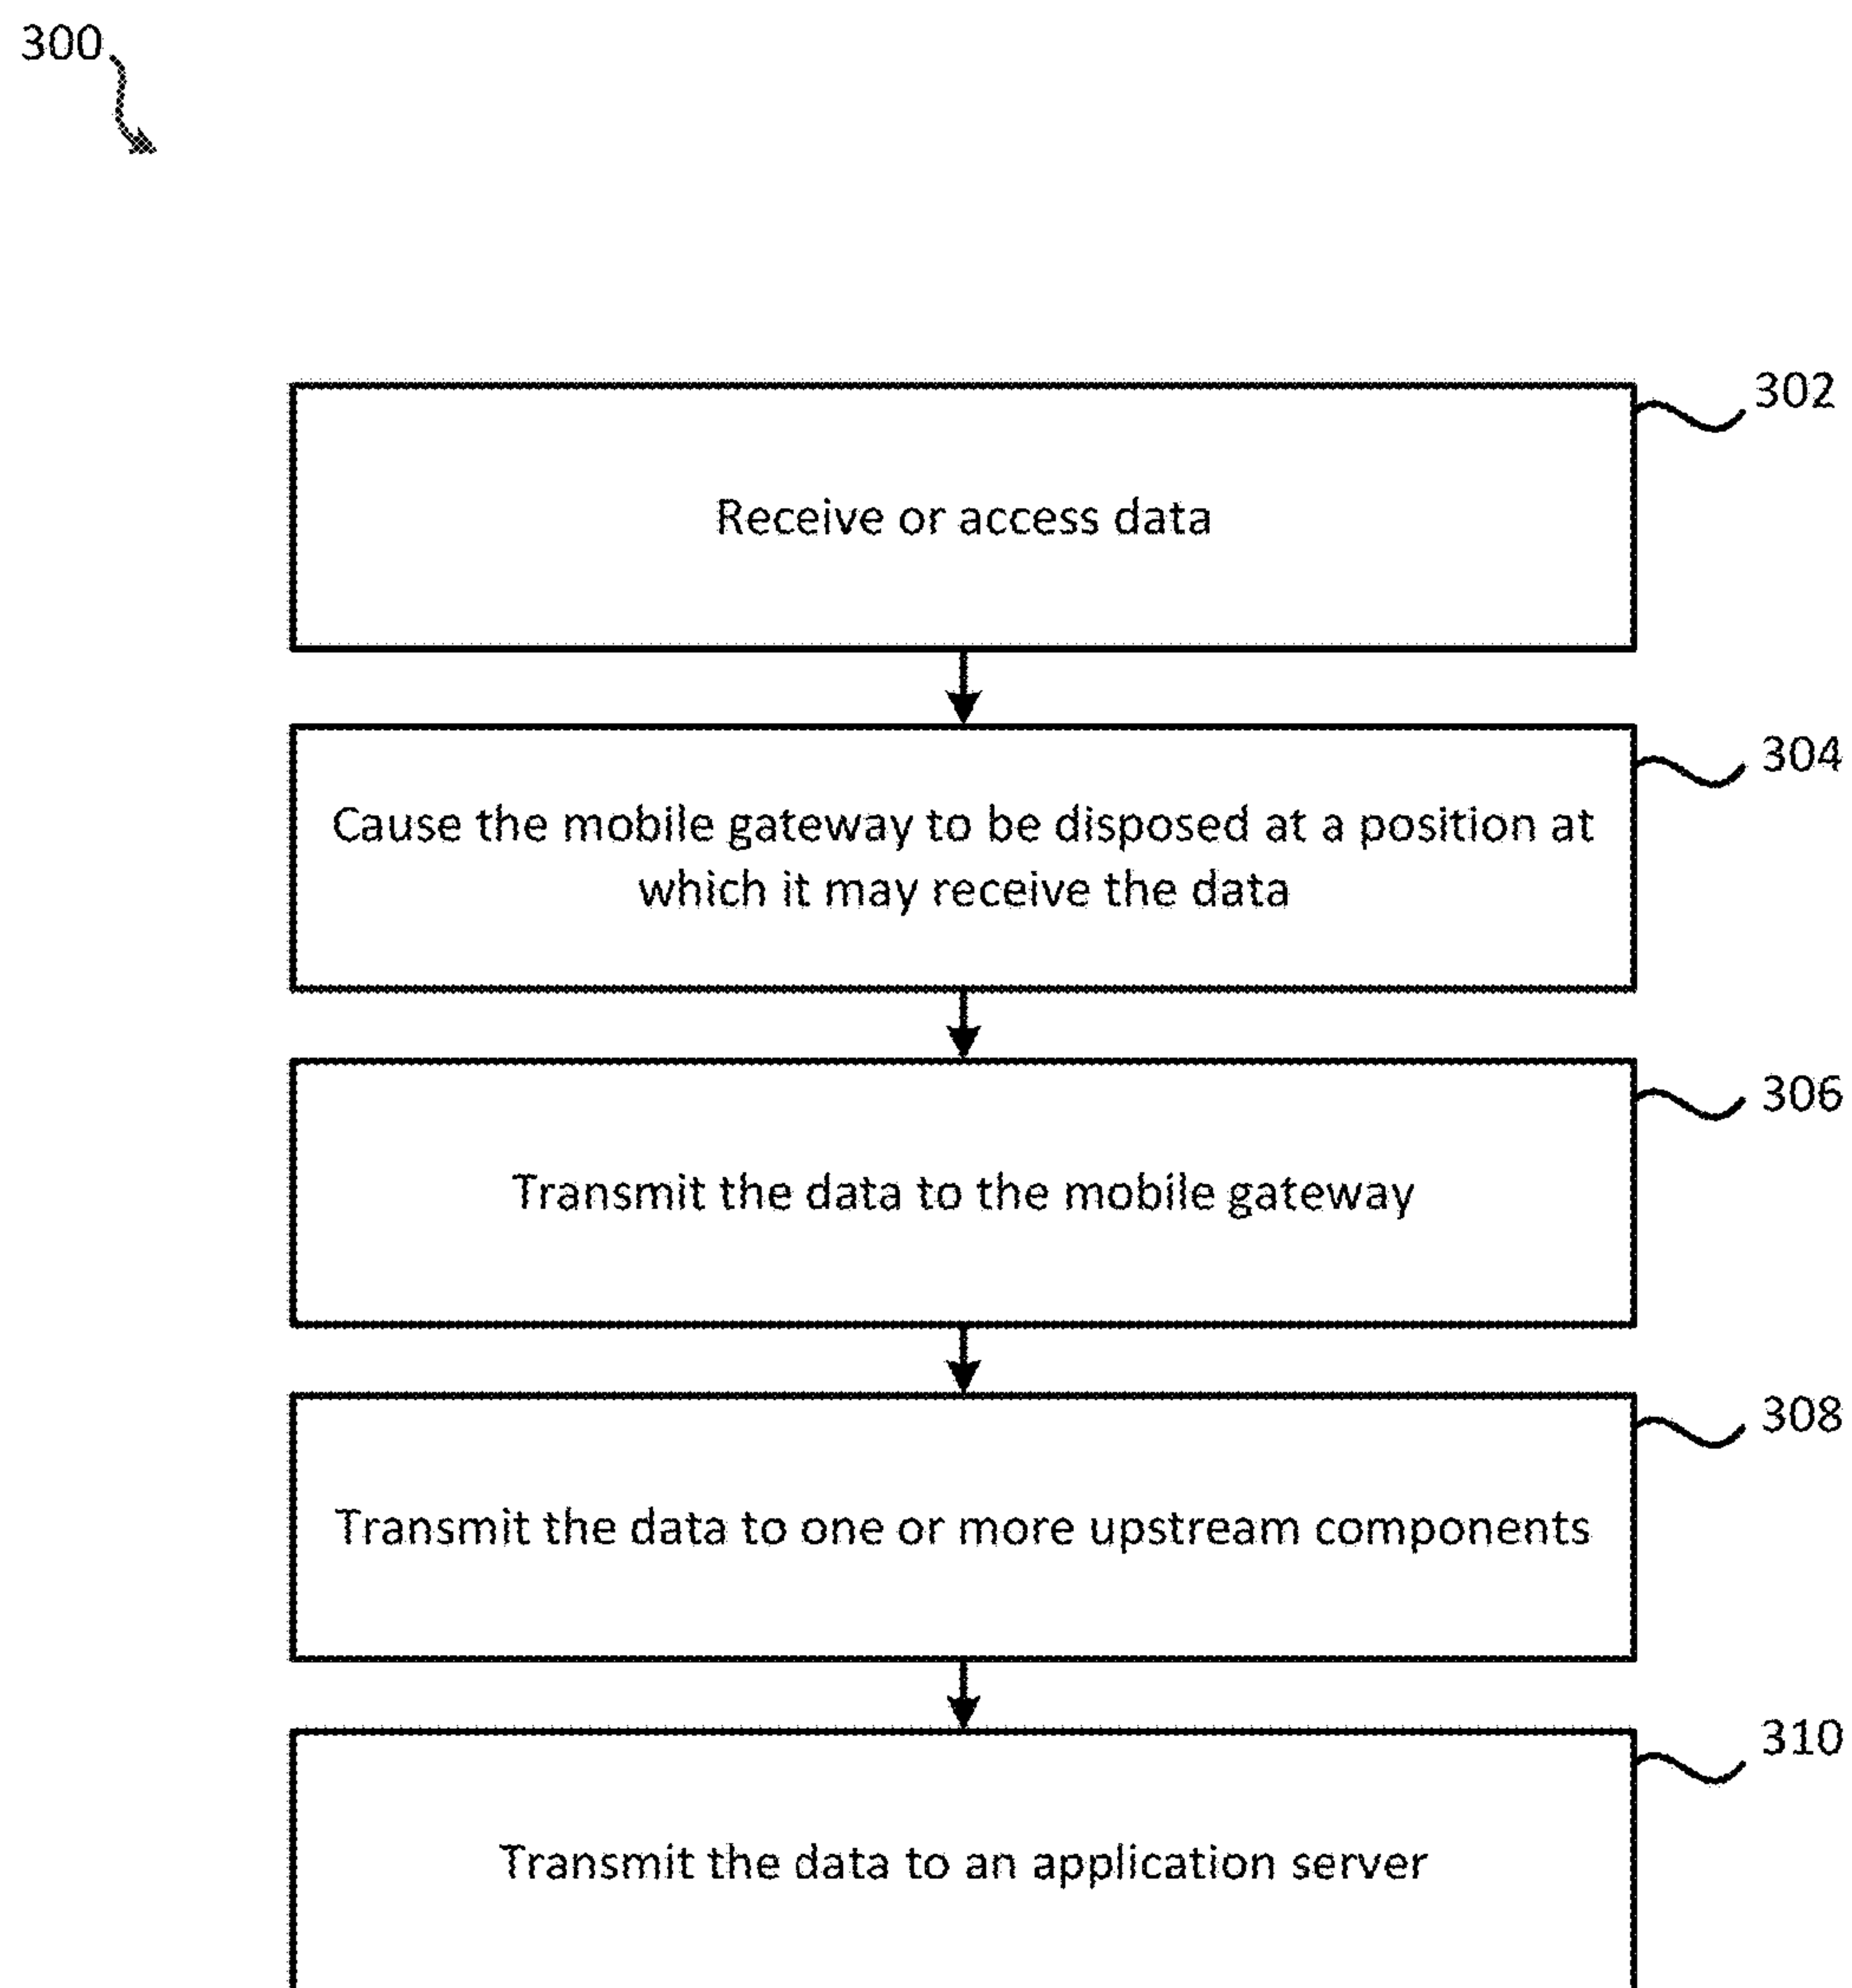 300
302
Receive or access data
304
Cause the mobile gateway to be disposed at a position at
which it may receive the data
306
Transmit the data to the mobile gateway
308
Transmit the data to one or more upstream components
310
Transmit the data to an application server